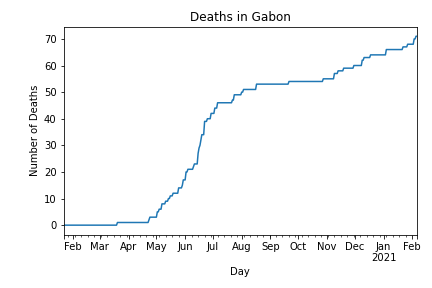 Deaths in Gabon
70
60
50
40
30
20
10
0
Number of Deaths
Feb Mar Apr May Jun Jul Aug Sep Oct Nov Dec Jan Feb
2021
Day